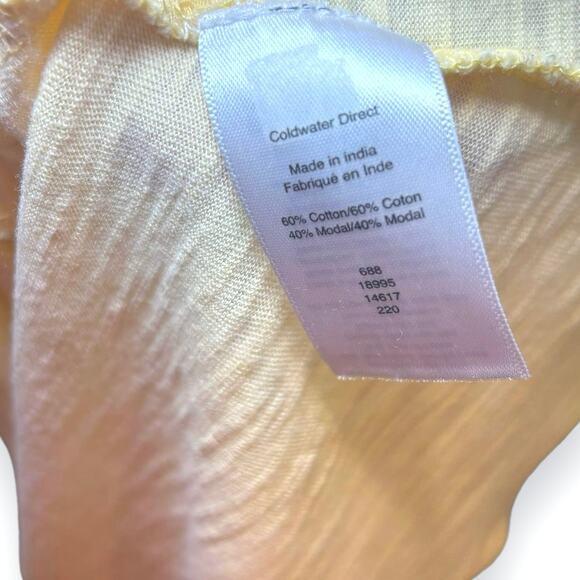 Coldwater Direct
Made in india
Fabriqué en Inde
60% Cotton/60% Coton
40% Modal/40% Modal
688
18995
14617
220